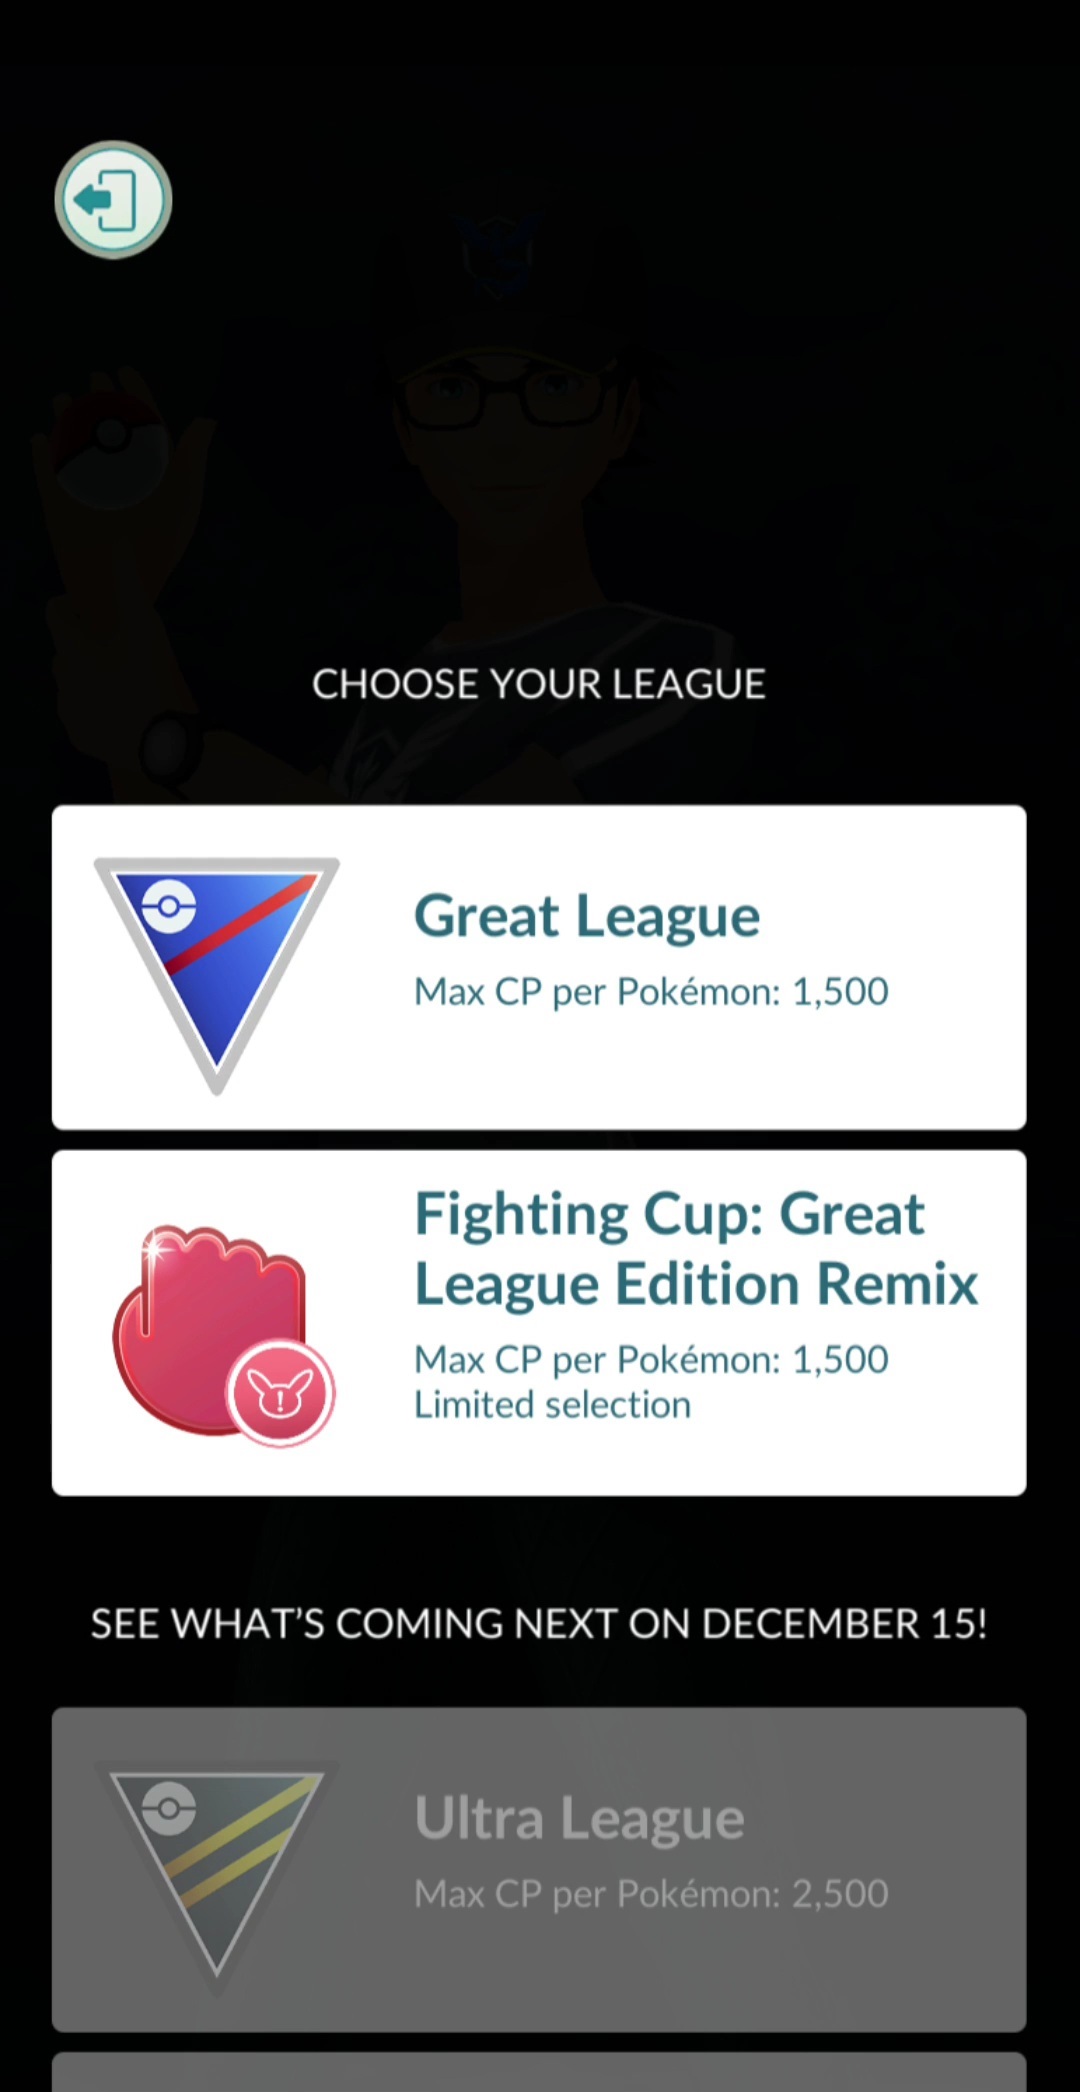 CHOOSE YOUR LEAGUE
Great League
Max CP per Pokémon: 1,500
Fighting Cup: Great
League Edition Remix
Max CP per Pokémon: 1,500
Limited selection
SEE WHAT’S COMING NEXT ON DECEMBER 15!
Ultra League
Max CP per Pokémon: 2,500